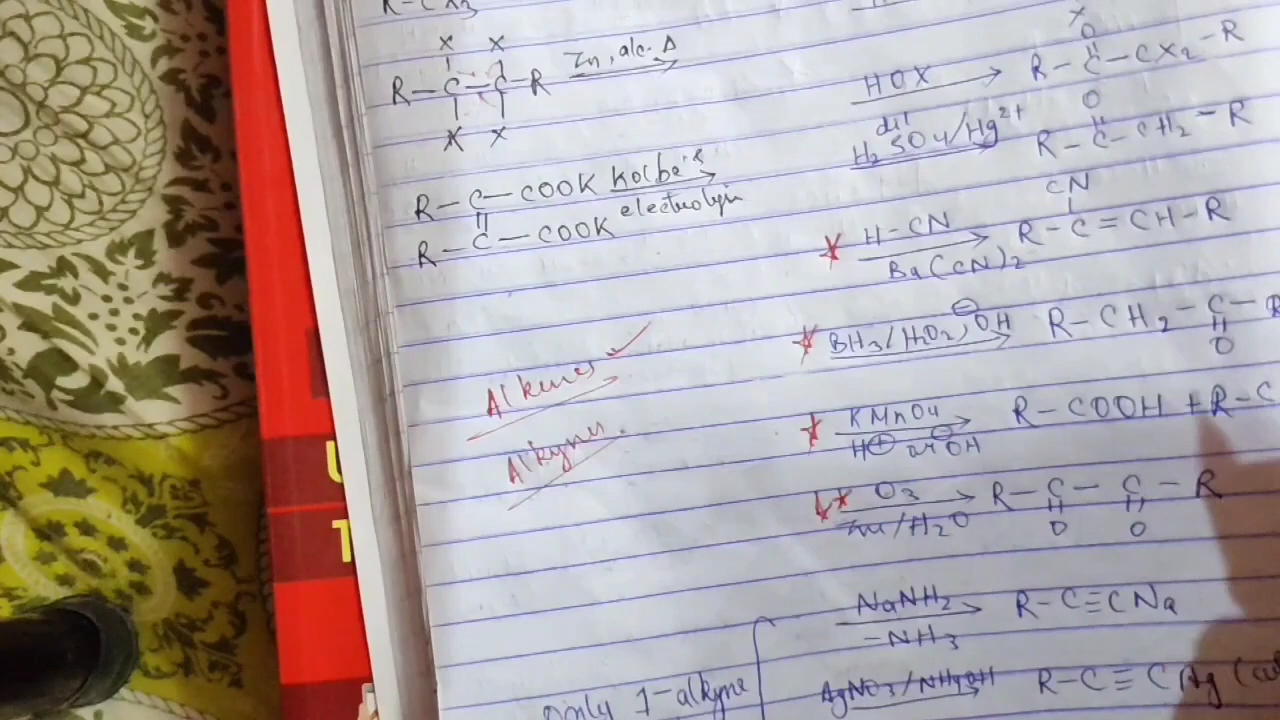 R-CX3
X X
R-C-C-R Zn, alc. Δ
X X
R-C-COOK Kolbe's
R-C-COOK electrolysis
Alkenes ✓
Alkynes
X
O
HOX R-C-CX2-R
O
dil
H2SO4/Hg2+ R-C-CH2-R
CN
* H-CN R-C=CH-R
Ba(CN)2
* BH3/H2O2, ⊖OH R-CH2-C-R
O
* KMnO4 R-COOH + R-C
H⊕ or ⊖OH
* O3 R-C-C-R
Zn/H2O O O
NaNH2 R-C≡CNa
-NH3
only 1-alkyne
AgNO3/NH4OH R-C≡CAg
U
T